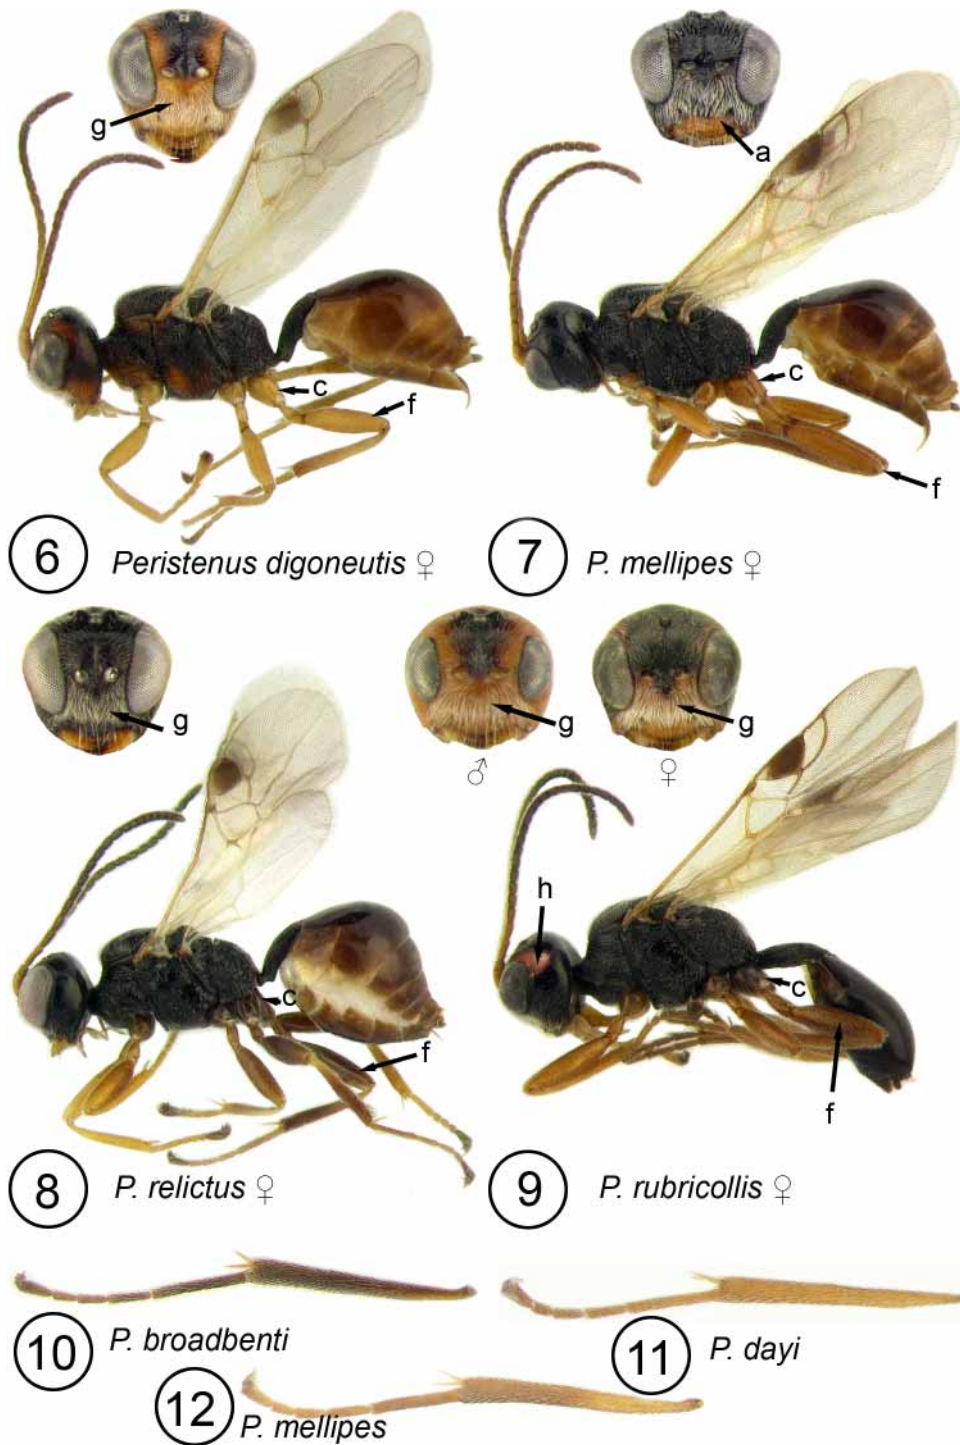 g
a
c
f
c
f
6 Peristenus digoneutis ♀
7 P. mellipes ♀
g
g
g
♂
♀
h
c
f
c
f
8 P. relictus ♀
9 P. rubricollis ♀
10 P. broadbenti
11 P. dayi
12 P. mellipes